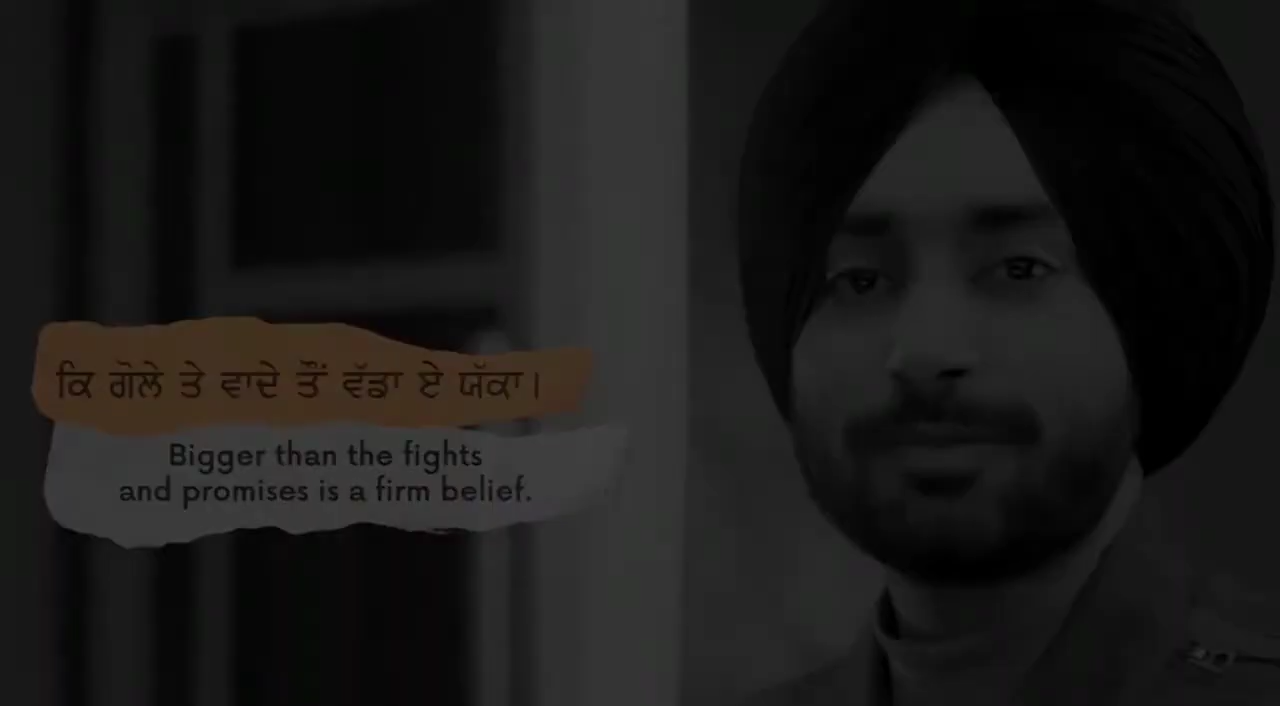 ਕਿ ਗੋਲੇ ਤੇ ਵਾਦੇ ਤੋਂ ਵੱਡਾ ਏ ਯੱਕਾ।
Bigger than the fights
and promises is a firm belief.